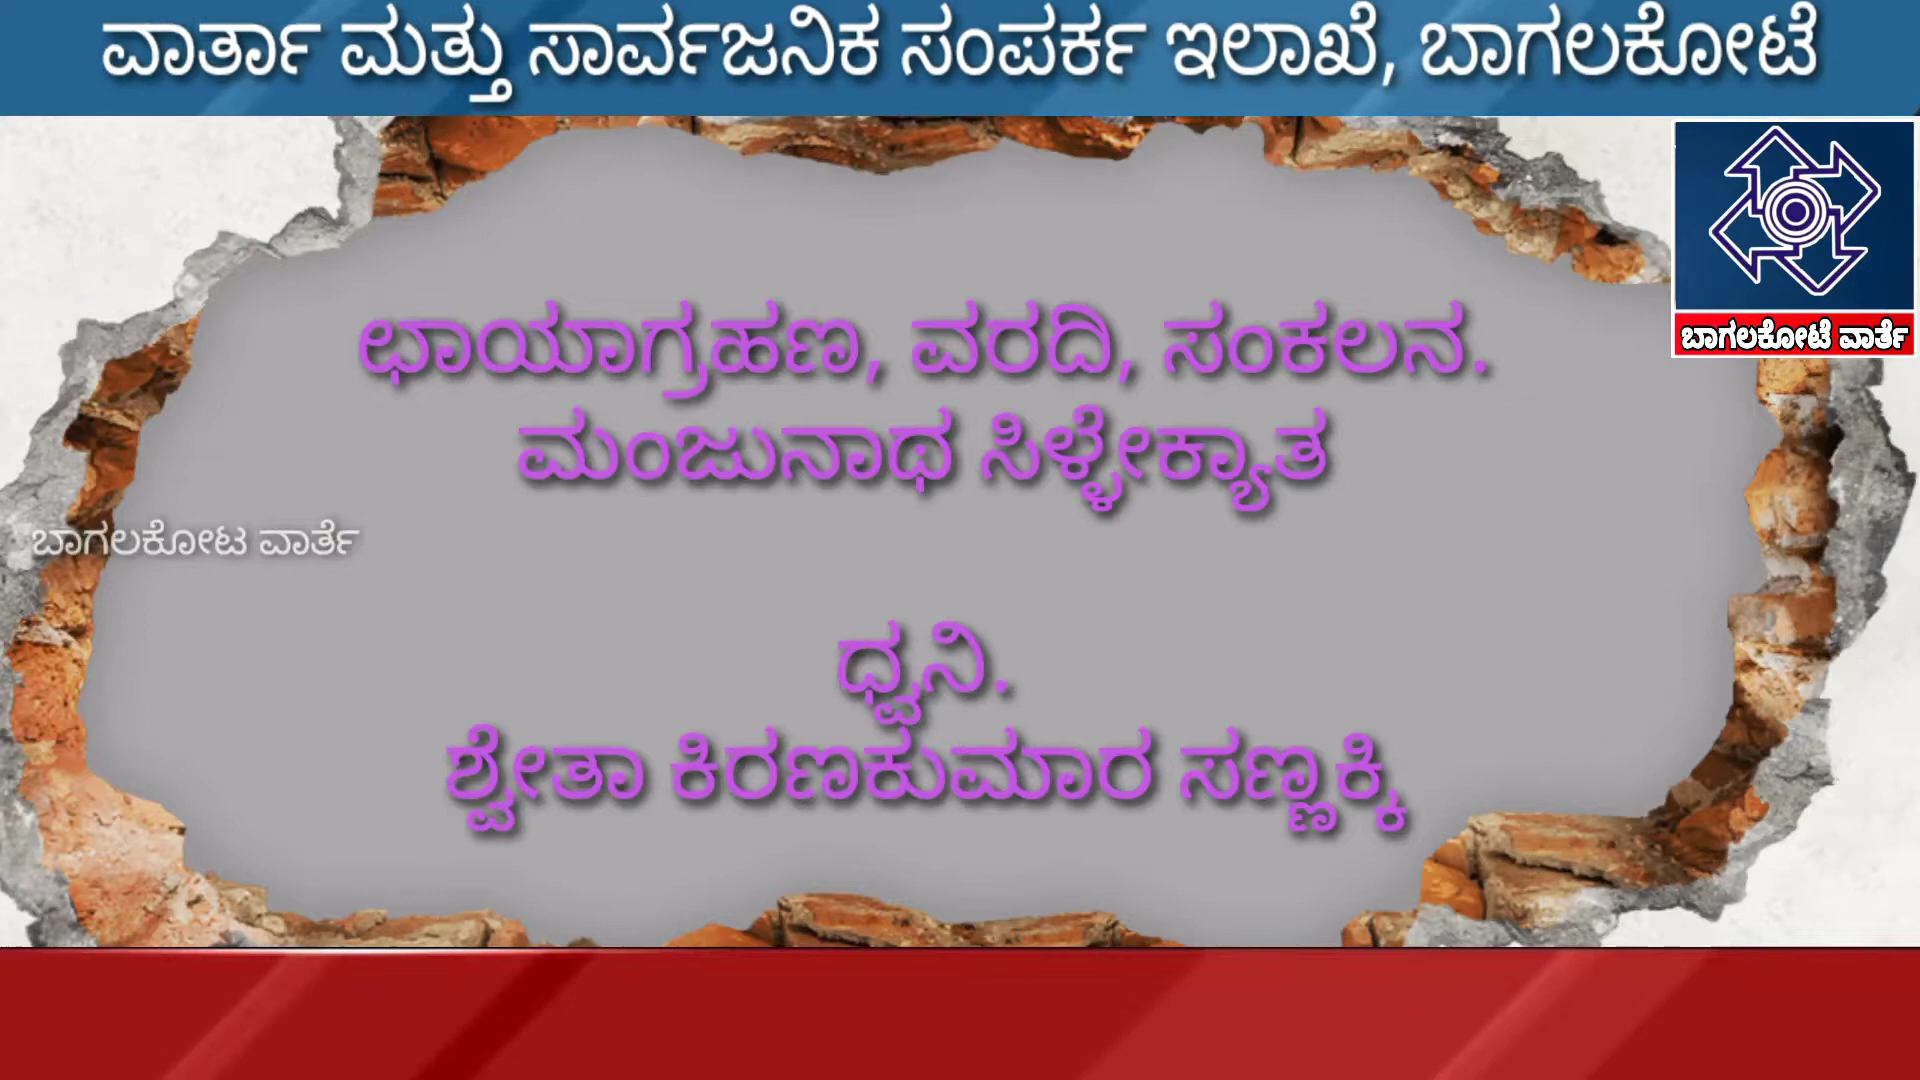 ವಾರ್ತಾ ಮತ್ತು ಸಾರ್ವಜನಿಕ ಸಂಪರ್ಕ ಇಲಾಖೆ, ಬಾಗಲಕೋಟೆ
ಬಾಗಲಕೋಟೆ ವಾರ್ತೆ
ಛಾಯಾಗ್ರಹಣ, ವರದಿ, ಸಂಕಲನ.
ಮಂಜುನಾಥ ಸಿಳ್ಳೇಕ್ಯಾತ
ಬಾಗಲಕೋಟ ವಾರ್ತೆ
ಧ್ವನಿ.
ಶ್ವೇತಾ ಕಿರಣಕುಮಾರ ಸಣ್ಣಕ್ಕಿ